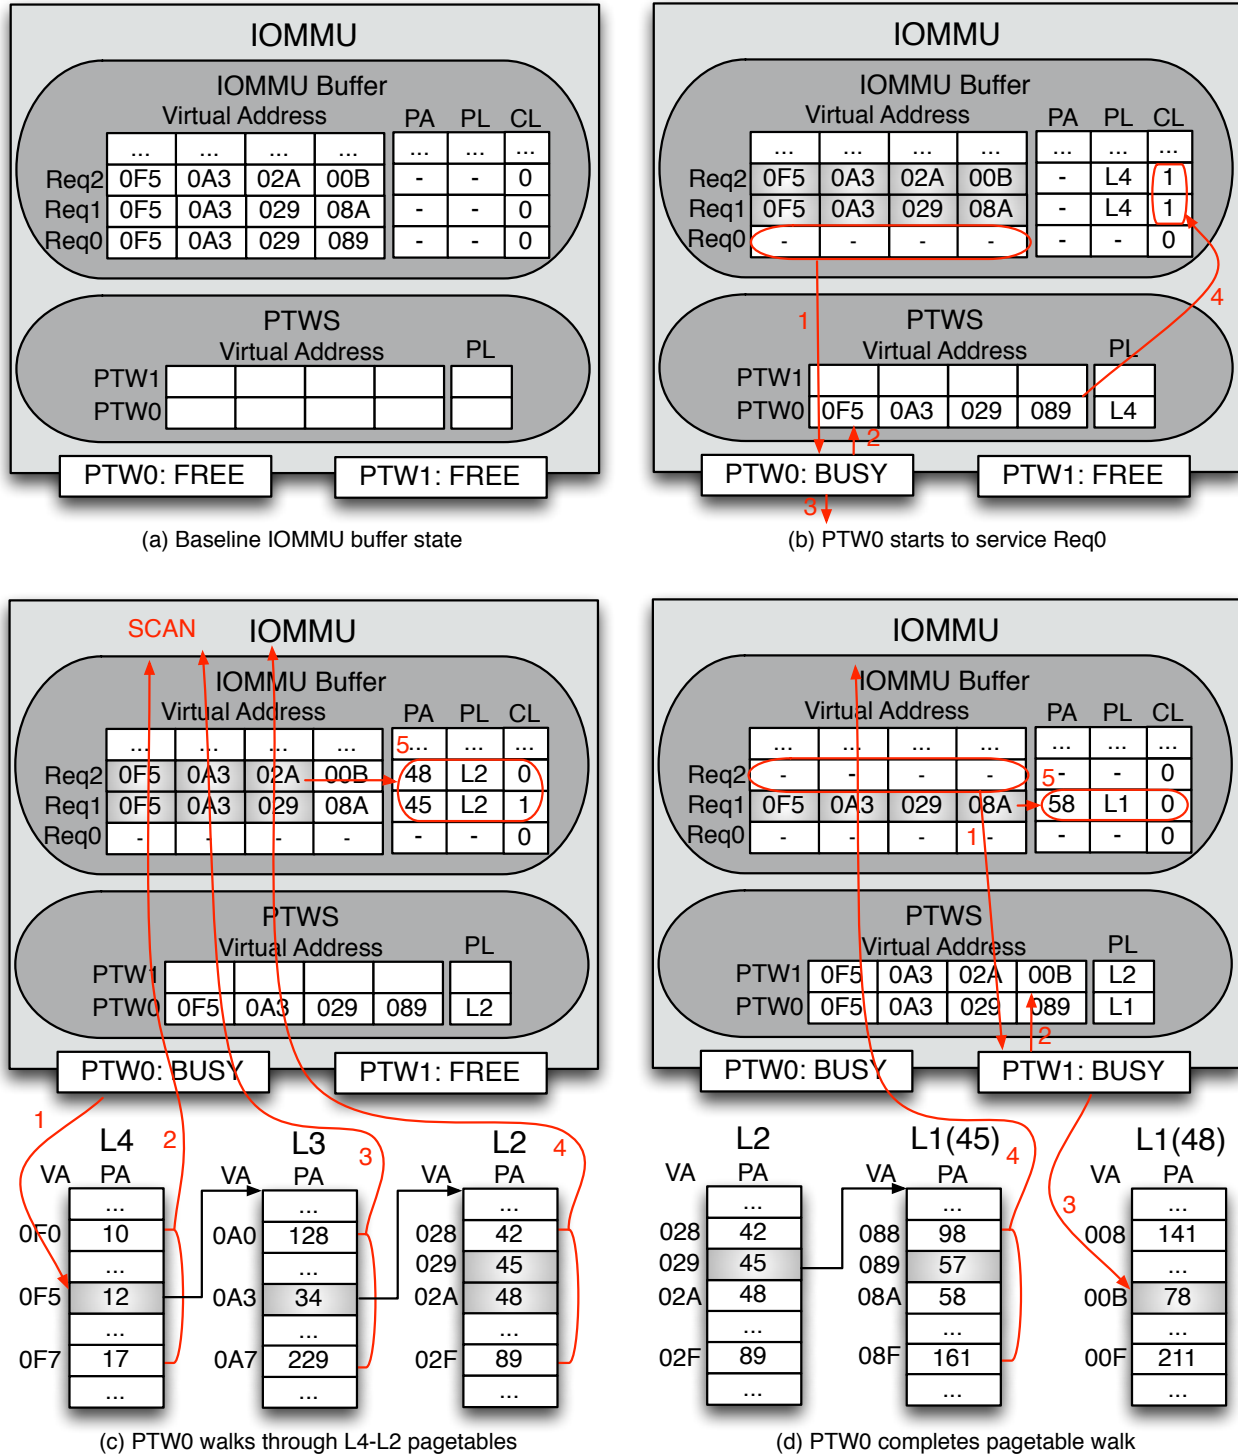 IOMMU
IOMMU Buffer
Virtual Address PA PL CL
... ... ... ... ... ... ...
Req2 0F5 0A3 02A 00B - - 0
Req1 0F5 0A3 029 08A - - 0
Req0 0F5 0A3 029 089 - - 0
PTWS
Virtual Address PL
PTW1
PTW0
PTW0: FREE PTW1: FREE
(a) Baseline IOMMU buffer state
IOMMU
IOMMU Buffer
Virtual Address PA PL CL
... ... ... ... ... ... ...
Req2 0F5 0A3 02A 00B - L4 1
Req1 0F5 0A3 029 08A - L4 1
Req0 - - - - - - 0
1 4
PTWS
Virtual Address PL
PTW1
PTW0 0F5 0A3 029 089 L4
2
PTW0: BUSY PTW1: FREE
3
(b) PTW0 starts to service Req0
SCAN IOMMU
IOMMU Buffer
Virtual Address PA PL CL
... ... ... ... 5... ... ...
Req2 0F5 0A3 02A 00B 48 L2 0
Req1 0F5 0A3 029 08A 45 L2 1
Req0 - - - - - - 0
PTWS
Virtual Address PL
PTW1
PTW0 0F5 0A3 029 089 L2
PTW0: BUSY PTW1: FREE
1 2 3 4
L4 L3 L2
VA PA VA PA VA PA
... ... ...
0F0 10 0A0 128 028 42
... ... 029 45
0F5 12 0A3 34 02A 48
... ... ...
0F7 17 0A7 229 02F 89
... ... ...
(c) PTW0 walks through L4-L2 pagetables
IOMMU
IOMMU Buffer
Virtual Address PA PL CL
... ... ... ... ... ... ...
5
Req2 - - - - - - 0
Req1 0F5 0A3 029 08A 58 L1 0
Req0 - - - - - - 0
1
PTWS
Virtual Address PL
PTW1 0F5 0A3 02A 00B L2
PTW0 0F5 0A3 029 089 L1
2
PTW0: BUSY PTW1: BUSY
L2 L1(45) 4 L1(48)
VA PA PA VA PA
... ... ...
3
028 42 088 98 008 141
029 45 089 57 ...
02A 48 08A 58 00B 78
... ... ...
02F 89 08F 161 00F 211
... ... ...
(d) PTW0 completes pagetable walk